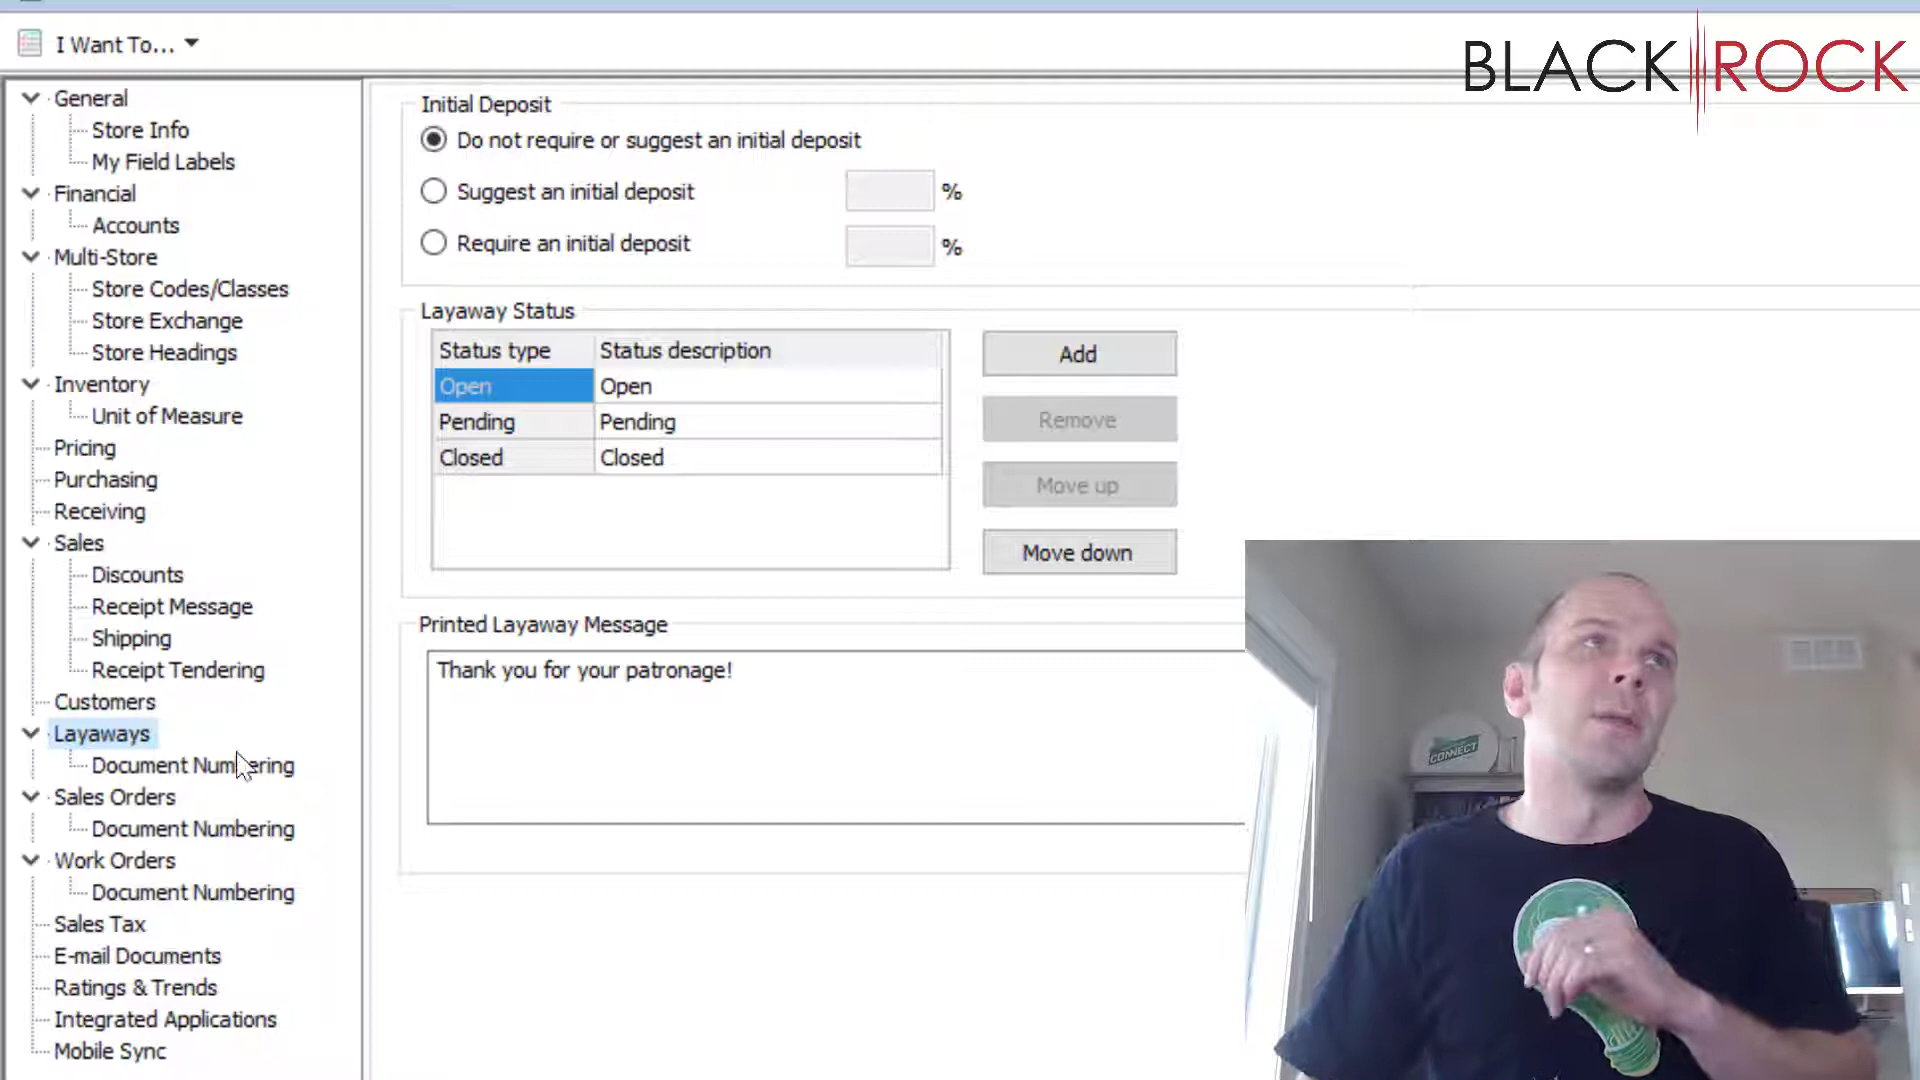 I Want To...
BLACK ROCK
General
Store Info
My Field Labels
Financial
Accounts
Multi-Store
Store Codes/Classes
Store Exchange
Store Headings
Inventory
Unit of Measure
Pricing
Purchasing
Receiving
Sales
Discounts
Receipt Message
Shipping
Receipt Tendering
Customers
Layaways
Document Numbering
Sales Orders
Document Numbering
Work Orders
Document Numbering
Sales Tax
E-mail Documents
Ratings & Trends
Integrated Applications
Mobile Sync
Initial Deposit
Do not require or suggest an initial deposit
Suggest an initial deposit %
Require an initial deposit %
Layaway Status
Status type Status description
Open Open
Pending Pending
Closed Closed
Add
Remove
Move up
Move down
Printed Layaway Message
Thank you for your patronage!
CONNECT